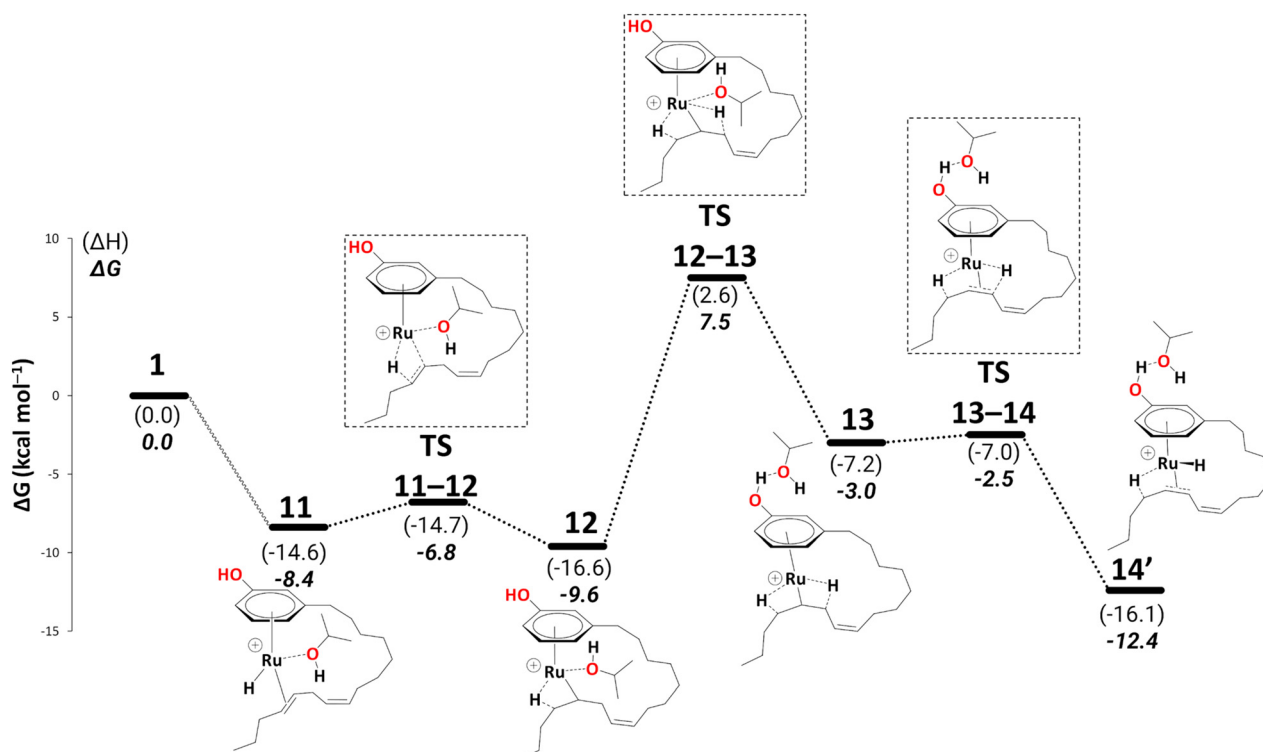 HO
H
O
Ru
+
H
H
H
O
H
O
Ru
+
H
H
TS
12–13
(2.6)
7.5
TS
13–14
(-7.0)
-2.5
HO
Ru
+
O
H
H
TS
11–12
(-14.7)
-6.8
ΔG (kcal mol⁻¹)
10
5
0
-5
-10
-15
(ΔH)
ΔG
1
(0.0)
0.0
11
(-14.6)
-8.4
HO
Ru
+
O
H
H
12
(-16.6)
-9.6
HO
H
Ru
+
O
H
13
(-7.2)
-3.0
H
O
H
O
Ru
+
H
H
H
O
H
O
Ru
+
H
H
14’
(-16.1)
-12.4